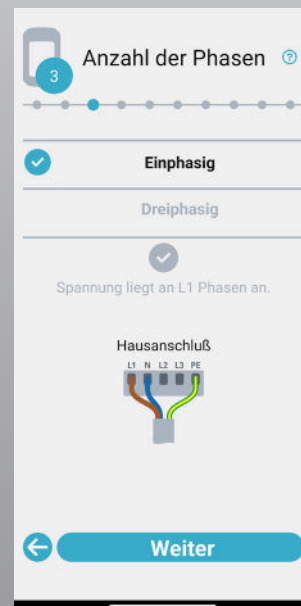 3
Anzahl der Phasen ?
Einphasig
Dreiphasig
Spannung liegt an L1 Phasen an.
Hausanschluß
L1 N L2 L3 PE
Weiter